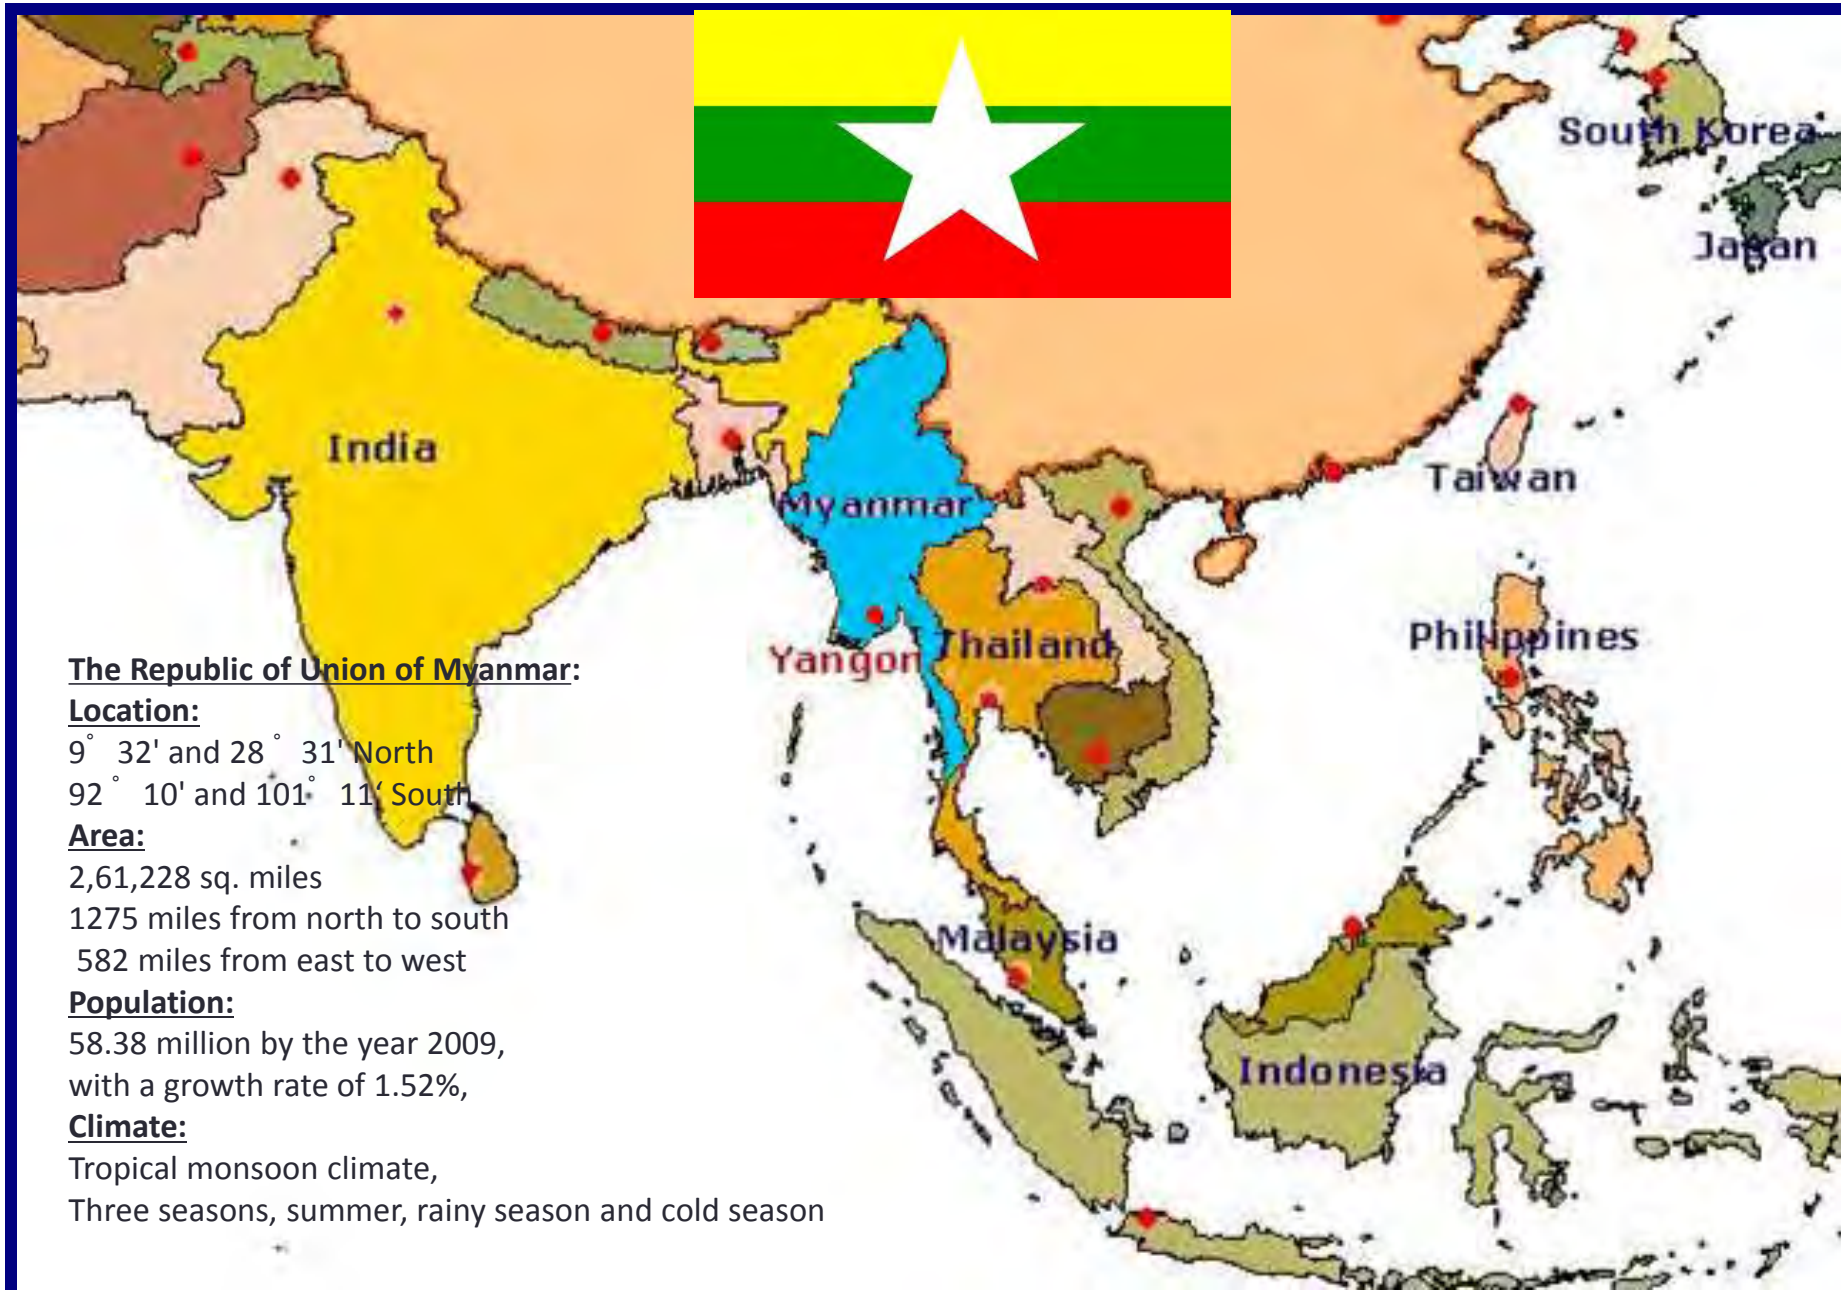 South Korea
Japan
India
Myanmar
Taiwan
Yangon
Thailand
Philippines
Malaysia
Indonesia
The Republic of Union of Myanmar:
Location:
9° 32' and 28 ° 31' North
92 ° 10' and 101° 11‘ South
Area:
2,61,228 sq. miles
1275 miles from north to south
582 miles from east to west
Population:
58.38 million by the year 2009,
with a growth rate of 1.52%,
Climate:
Tropical monsoon climate,
Three seasons, summer, rainy season and cold season